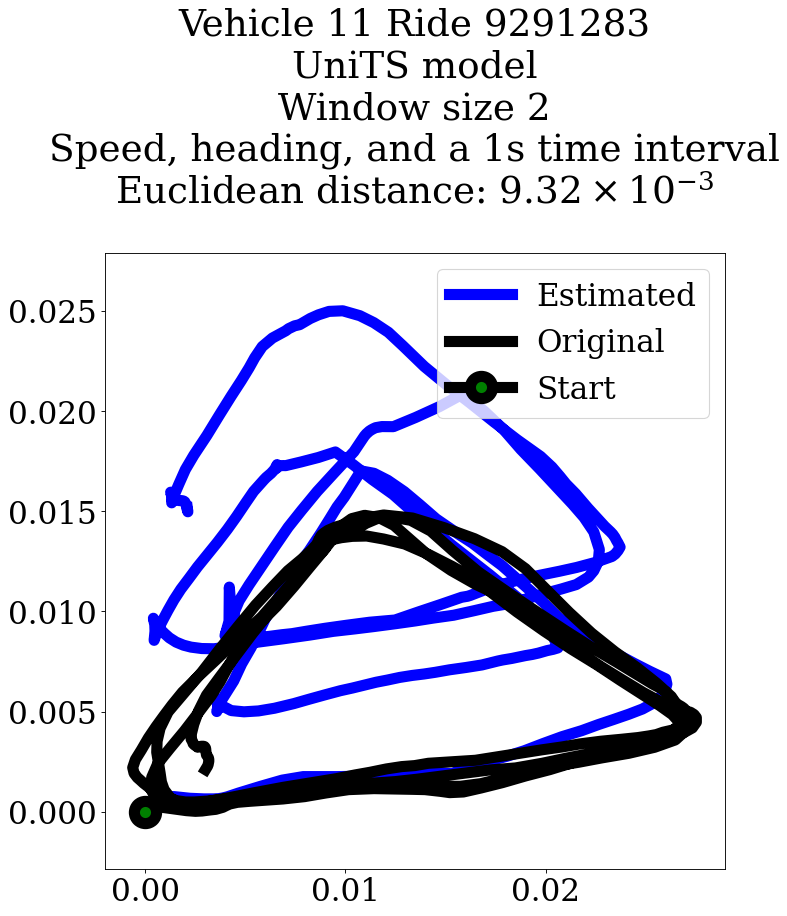 Vehicle 11 Ride 9291283
UniTS model
Window size 2
Speed, heading, and a 1s time interval
Euclidean distance: 9.32 × 10⁻³
Estimated
Original
Start
0.025
0.020
0.015
0.010
0.005
0.000
0.00 0.01 0.02